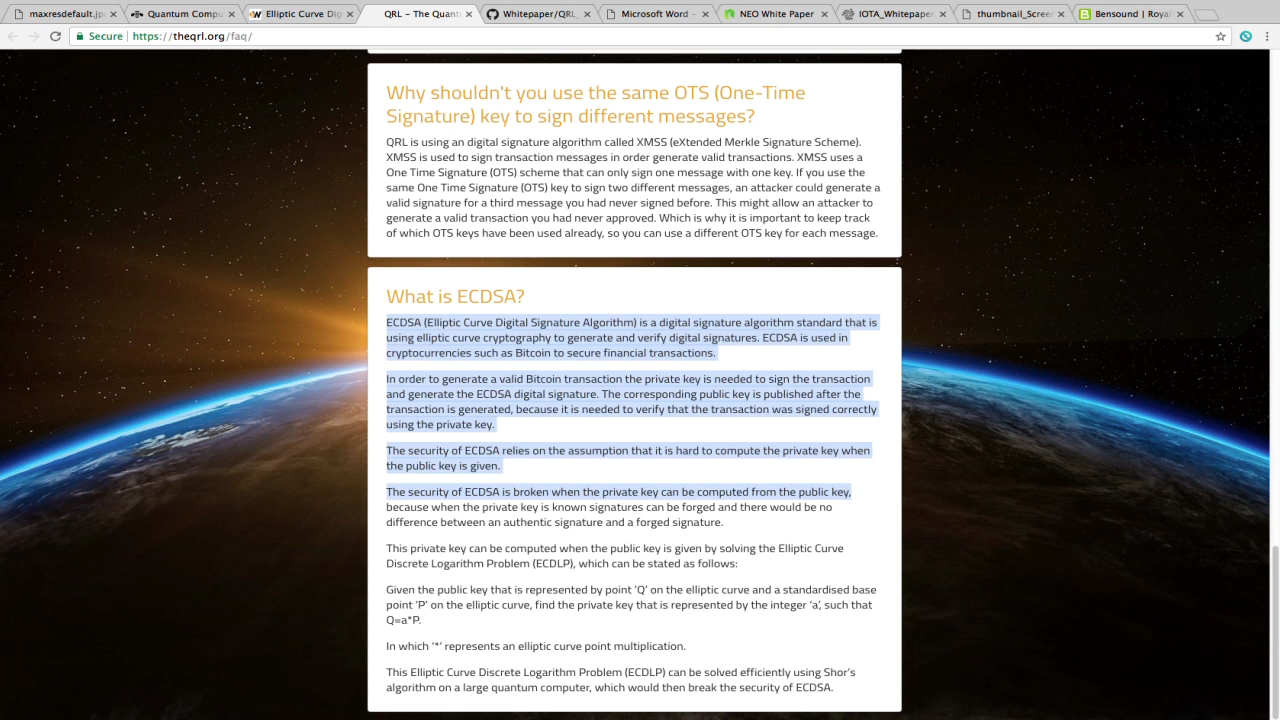 maxresdefault.jp
Quantum Compu
Elliptic Curve Dig
QRL – The Quant
Whitepaper/QRL
Microsoft Word –
NEO White Paper
IOTA_Whitepaper
thumbnail_Scree
Bensound | Roya
Secure | https://theqrl.org/faq/
Why shouldn't you use the same OTS (One-Time
Signature) key to sign different messages?
QRL is using an digital signature algorithm called XMSS (eXtended Merkle Signature Scheme).
XMSS is used to sign transaction messages in order generate valid transactions. XMSS uses a
One Time Signature (OTS) scheme that can only sign one message with one key. If you use the
same One Time Signature (OTS) key to sign two different messages, an attacker could generate a
valid signature for a third message you had never signed before. This might allow an attacker to
generate a valid transaction you had never approved. Which is why it is important to keep track
of which OTS keys have been used already, so you can use a different OTS key for each message.
What is ECDSA?
ECDSA (Elliptic Curve Digital Signature Algorithm) is a digital signature algorithm standard that is
using elliptic curve cryptography to generate and verify digital signatures. ECDSA is used in
cryptocurrencies such as Bitcoin to secure financial transactions.
In order to generate a valid Bitcoin transaction the private key is needed to sign the transaction
and generate the ECDSA digital signature. The corresponding public key is published after the
transaction is generated, because it is needed to verify that the transaction was signed correctly
using the private key.
The security of ECDSA relies on the assumption that it is hard to compute the private key when
the public key is given.
The security of ECDSA is broken when the private key can be computed from the public key,
because when the private key is known signatures can be forged and there would be no
difference between an authentic signature and a forged signature.
This private key can be computed when the public key is given by solving the Elliptic Curve
Discrete Logarithm Problem (ECDLP), which can be stated as follows:
Given the public key that is represented by point ‘Q’ on the elliptic curve and a standardised base
point ‘P’ on the elliptic curve, find the private key that is represented by the integer ‘a’, such that
Q=a*P.
In which ‘*’ represents an elliptic curve point multiplication.
This Elliptic Curve Discrete Logarithm Problem (ECDLP) can be solved efficiently using Shor’s
algorithm on a large quantum computer, which would then break the security of ECDSA.